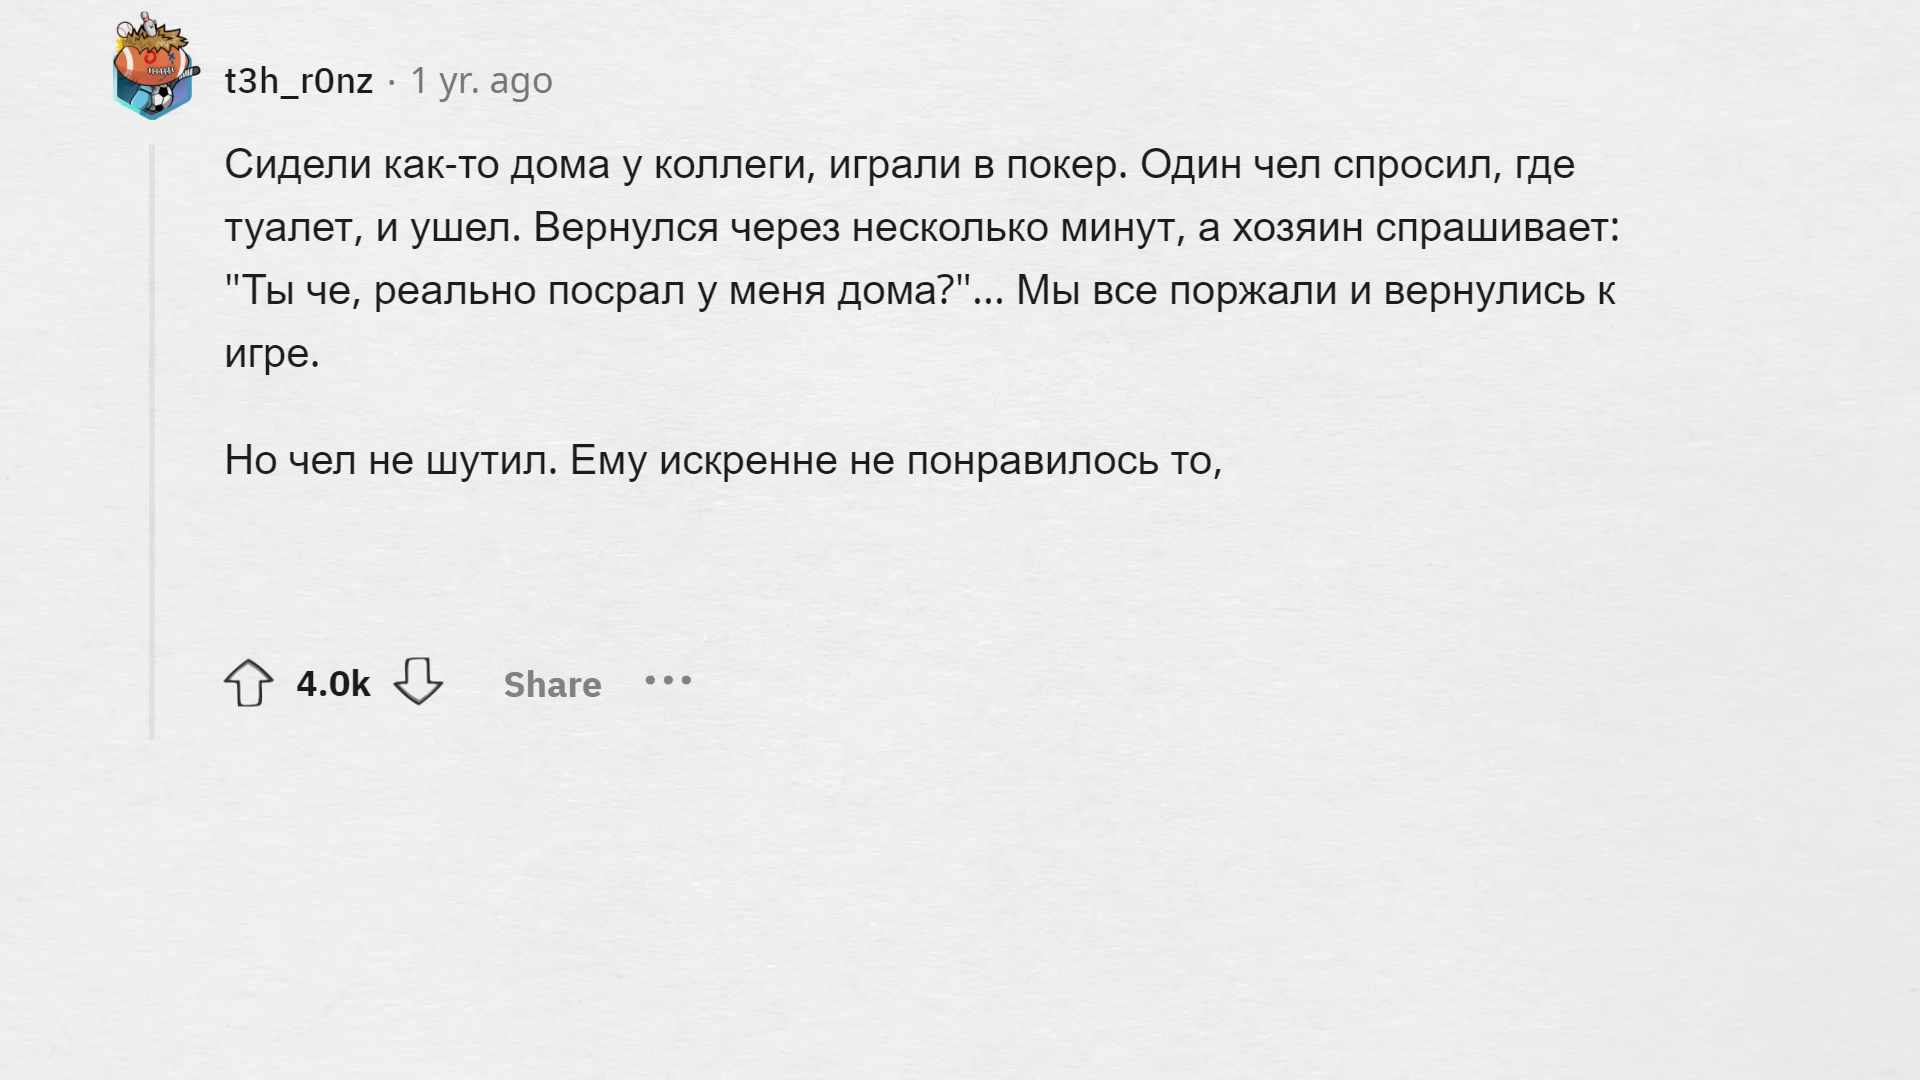 t3h_r0nz · 1 yr. ago
Сидели как-то дома у коллеги, играли в покер. Один чел спросил, где
туалет, и ушел. Вернулся через несколько минут, а хозяин спрашивает:
"Ты че, реально посрал у меня дома?"... Мы все поржали и вернулись к
игре.
Но чел не шутил. Ему искренне не понравилось то,
4.0k Share ···